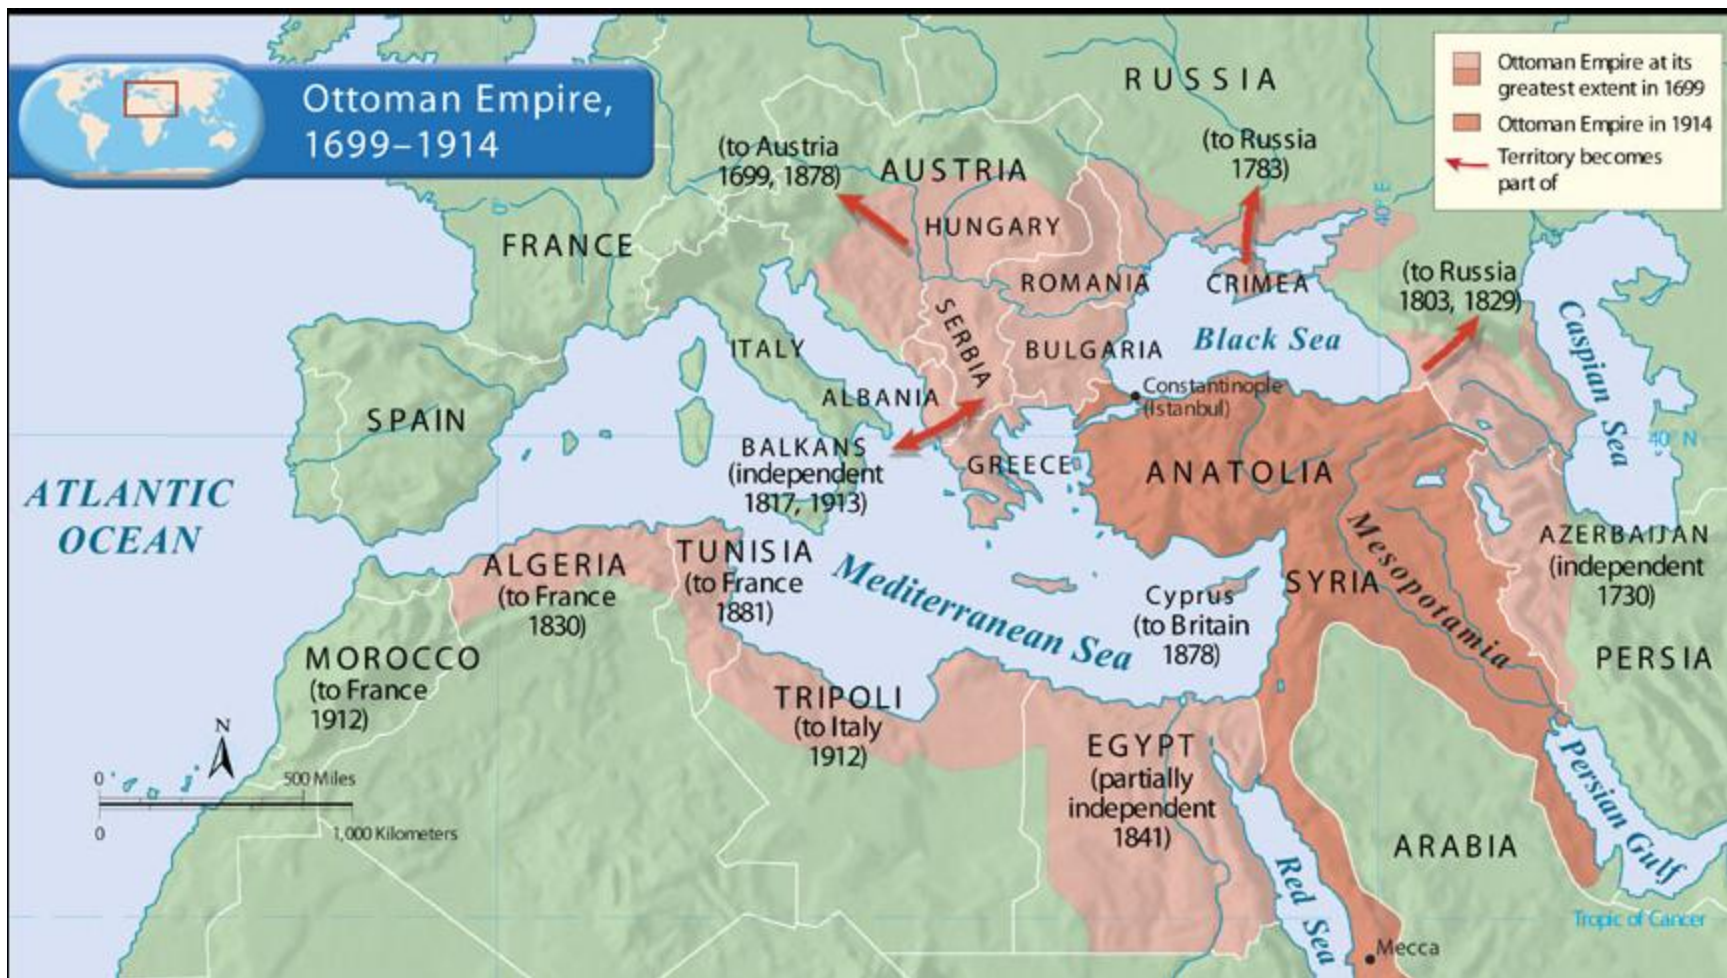 Ottoman Empire,
1699–1914
Ottoman Empire at its
greatest extent in 1699
Ottoman Empire in 1914
Territory becomes
part of
RUSSIA
(to Russia
1783)
(to Austria
1699, 1878)
AUSTRIA
HUNGARY
FRANCE
0°
40° E
ROMANIA
CRIMEA
(to Russia
1803, 1829)
SERBIA
BULGARIA
Black Sea
Caspian Sea
ITALY
ALBANIA
Constantinople
(Istanbul)
SPAIN
BALKANS
(independent
1817, 1913)
GREECE
ANATOLIA
40° N
ATLANTIC
OCEAN
ALGERIA
(to France
1830)
TUNISIA
(to France
1881)
Mediterranean Sea
Cyprus
(to Britain
1878)
SYRIA
Mesopotamia
AZERBAIJAN
(independent
1730)
PERSIA
MOROCCO
(to France
1912)
TRIPOLI
(to Italy
1912)
EGYPT
(partially
independent
1841)
N
0
500 Miles
0
1,000 Kilometers
ARABIA
Persian Gulf
Red Sea
Tropic of Cancer
Mecca